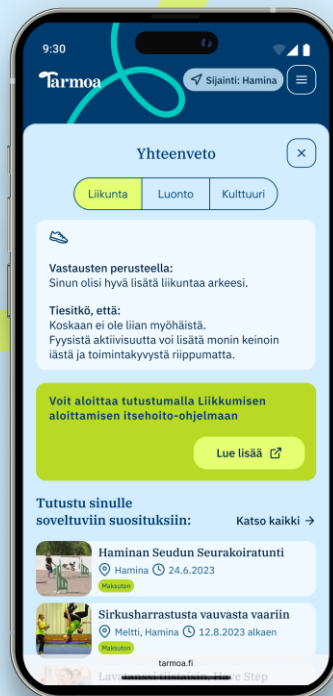 9:30
Tarmoa
Sijainti: Hamina
Yhteenveto
Liikunta
Luonto
Kulttuuri
Vastausten perusteella:
Sinun olisi hyvä lisätä liikuntaa arkeesi.
Tiesitkö, että:
Koskaan ei ole liian myöhäistä.
Fyysistä aktiivisuutta voi lisätä monin keinoin
iästä ja toimintakyvystä riippumatta.
Voit aloittaa tutustumalla Liikkumisen
aloittamisen itsehoito-ohjelmaan
Lue lisää
Tutustu sinulle
soveltuviin suosituksiin:
Katso kaikki →
Haminan Seudun Seurakoiratunti
Hamina 24.6.2023
Maksuton
Sirkusharrastusta vauvasta vaariin
Meltti, Hamina 12.8.2023 alkaen
Maksuton
tarmoa.fi
Lavatanssi tiistaisin, Step